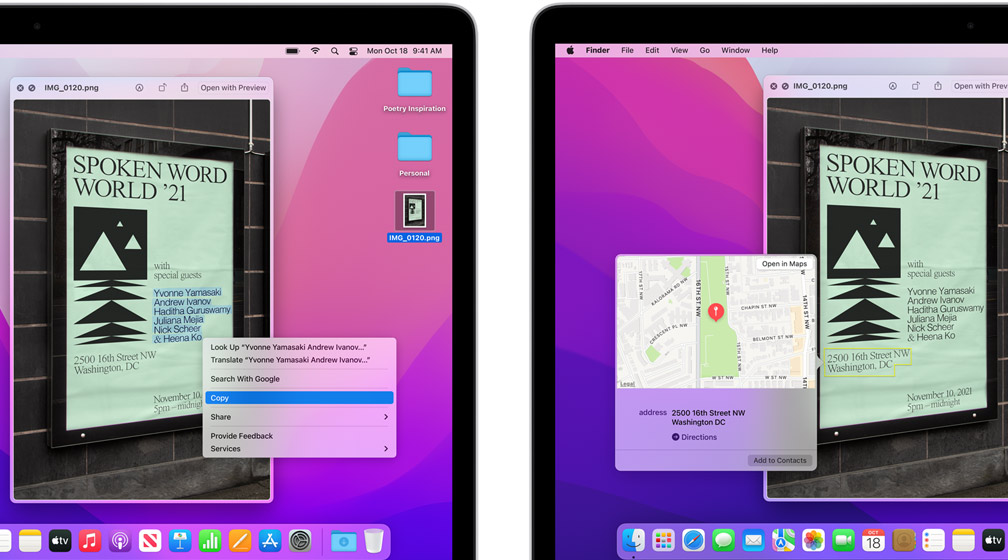 Mon Oct 18 9:41 AM
IMG_0120.png
Open with Preview
SPOKEN WORD
WORLD ’21
with
special guests
Yvonne Yamasaki
Andrew Ivanov
Haditha Guruswamy
Juliana Mejia
Nick Scheer
& Heena Ko
2500 16th Street NW
Washington, DC
November 10,
5pm – midnight
Look Up “Yvonne Yamasaki Andrew Ivanov...”
Translate “Yvonne Yamasaki Andrew Ivanov...”
Search With Google
Copy
Share
Provide Feedback
Services
Poetry Inspiration
Personal
IMG_0120.png
tv
Finder File Edit View Go Window Help
IMG_0120.png
Open with Preview
SPOKEN WORD
WORLD ’21
with
special guests
Yvonne Yamasaki
Andrew Ivanov
Haditha Guruswamy
Juliana Mejia
Nick Scheer
& Heena Ko
2500 16th Street NW
Washington, DC
November 10, 2021
5pm – midnight
Open in Maps
17TH ST NW
KALORAMA RD NW
CRESCENT PL NW
16TH ST NW
15TH ST NW
CHAPIN ST NW
BELMONT ST NW
15TH ST NW
14TH ST NW
14TH
W ST NW
W ST NW
Legal
address
2500 16th Street NW
Washington DC
Directions
Add to Contacts
OCT
18
tv